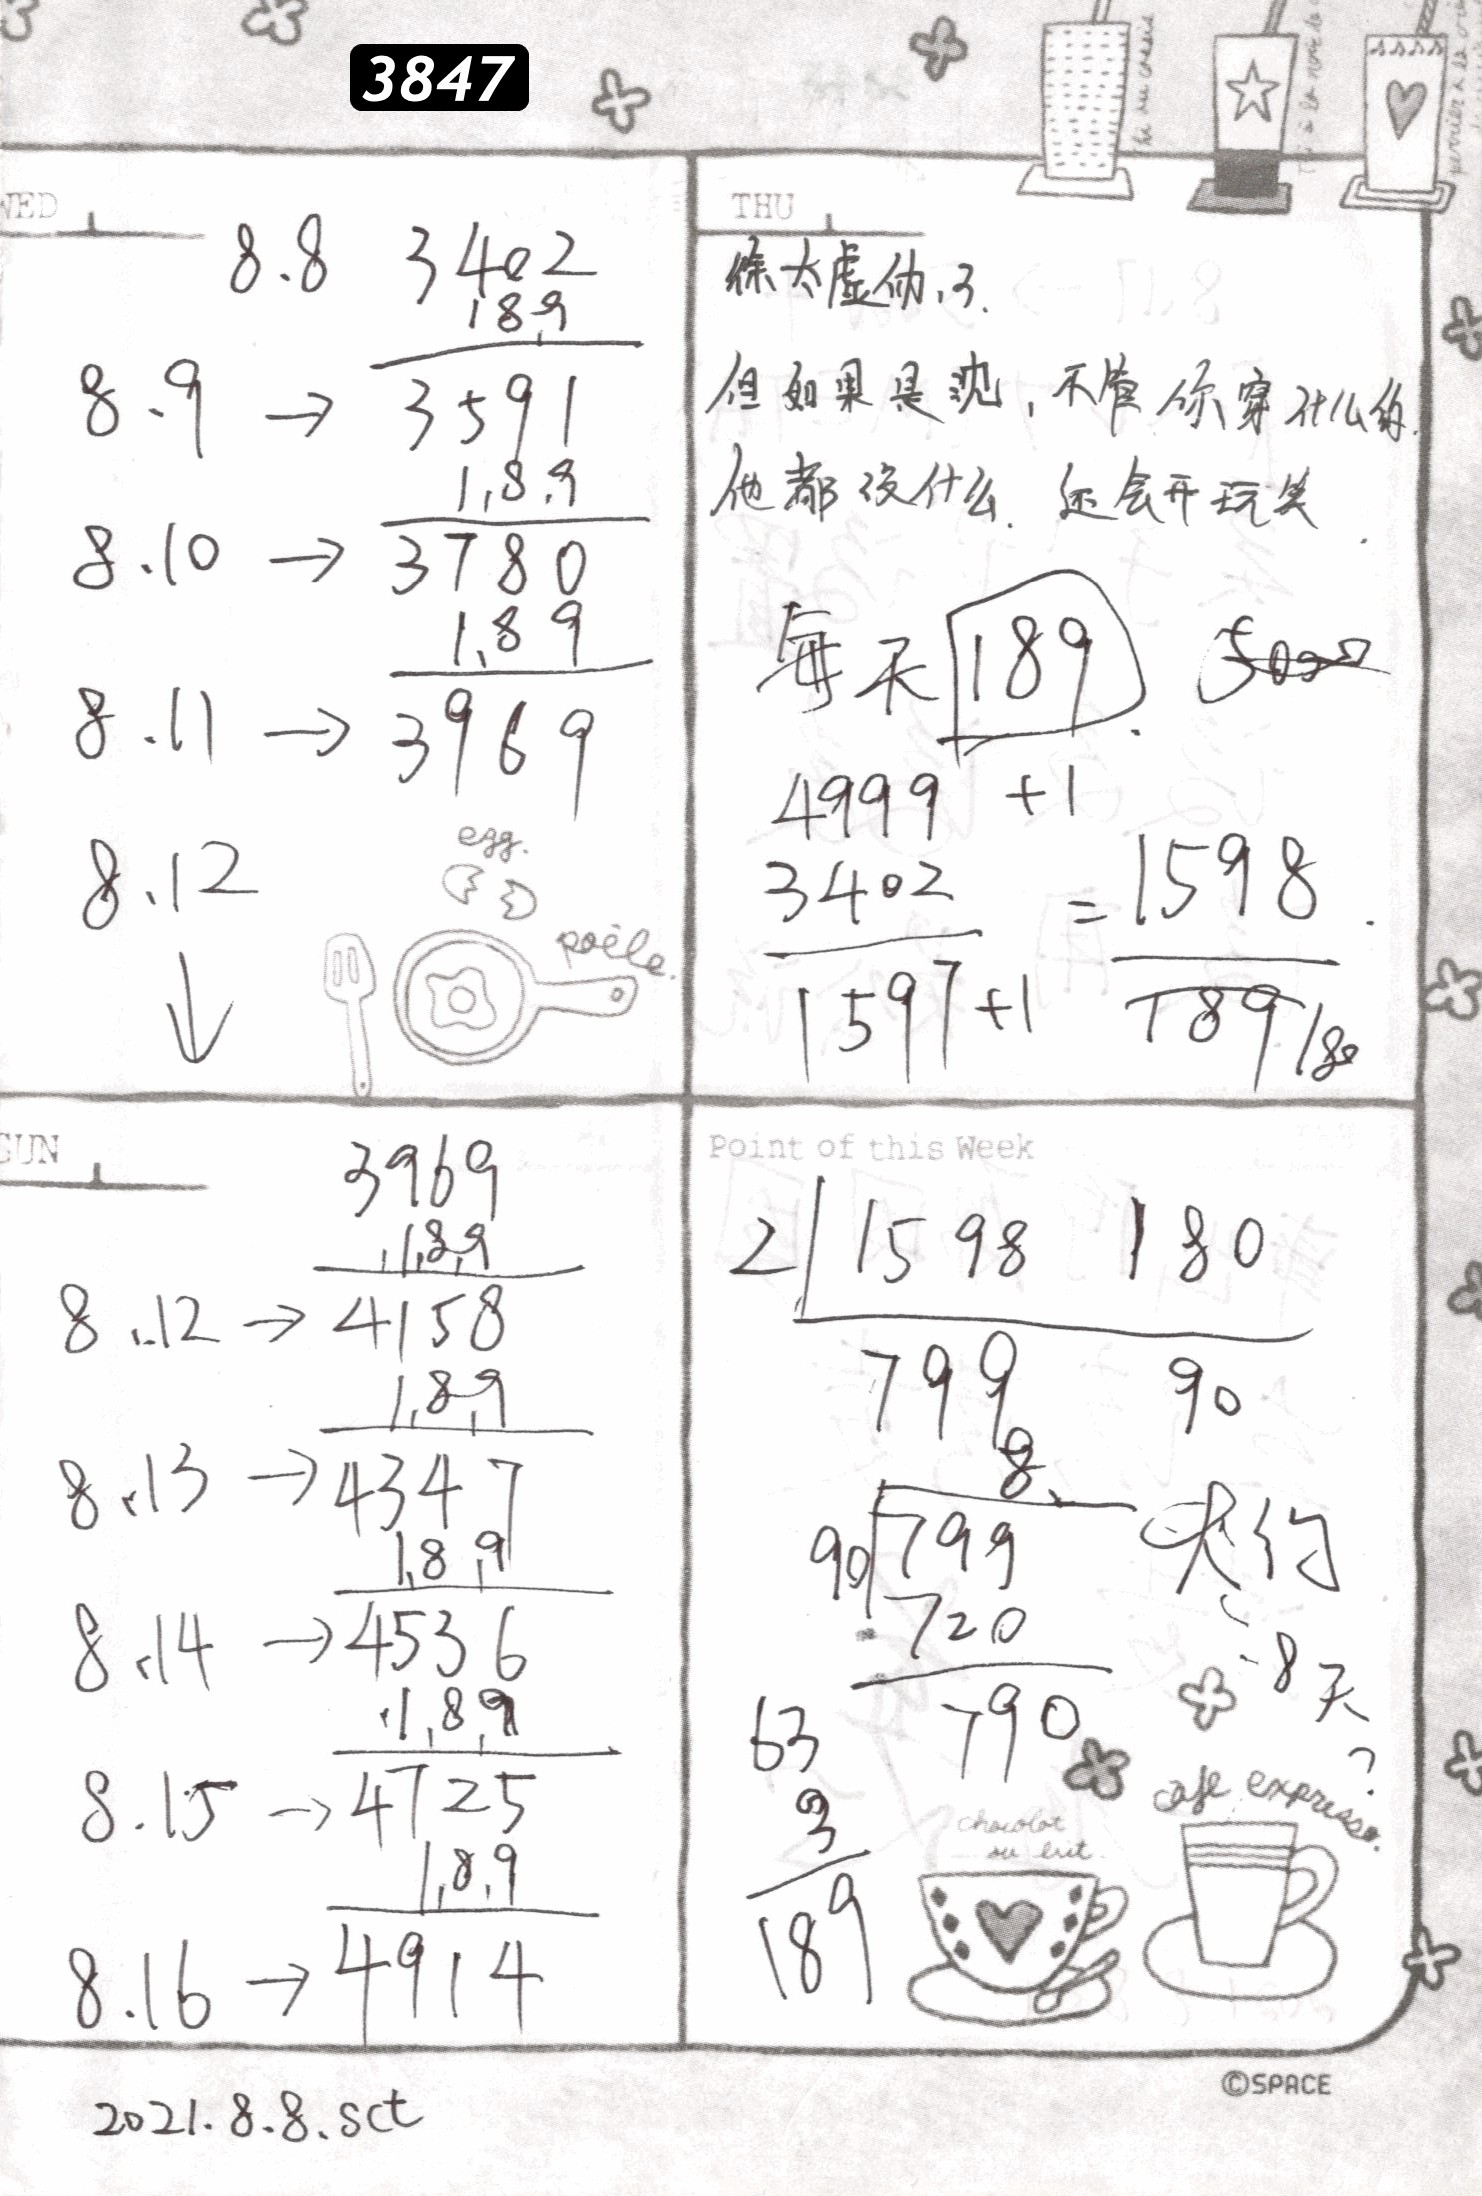 3847
WED
8.8 3402
189
8.9 → 3591
189
8.10 → 3780
189
8.11 → 3969
8.12
↓
egg.
poêle.
THU
徐太虚伪了.
但如果是沈, 不管你穿什么的.
他都没什么. 还会开玩笑.
每天 189. 5000
4999 +1
3402 = 1598.
1597 +1 189 180
SUN
3969
189
8.12 → 4158
189
8.13 → 4347
189
8.14 → 4536
189
8.15 → 4725
189
8.16 → 4914
Point of this Week
2 1598 180
799 90
8.
90 799 大约
720 8天
790 ?
63
3
189
chocolat
au lait
cafe expresso.
©SPACE
2021.8.8.sct